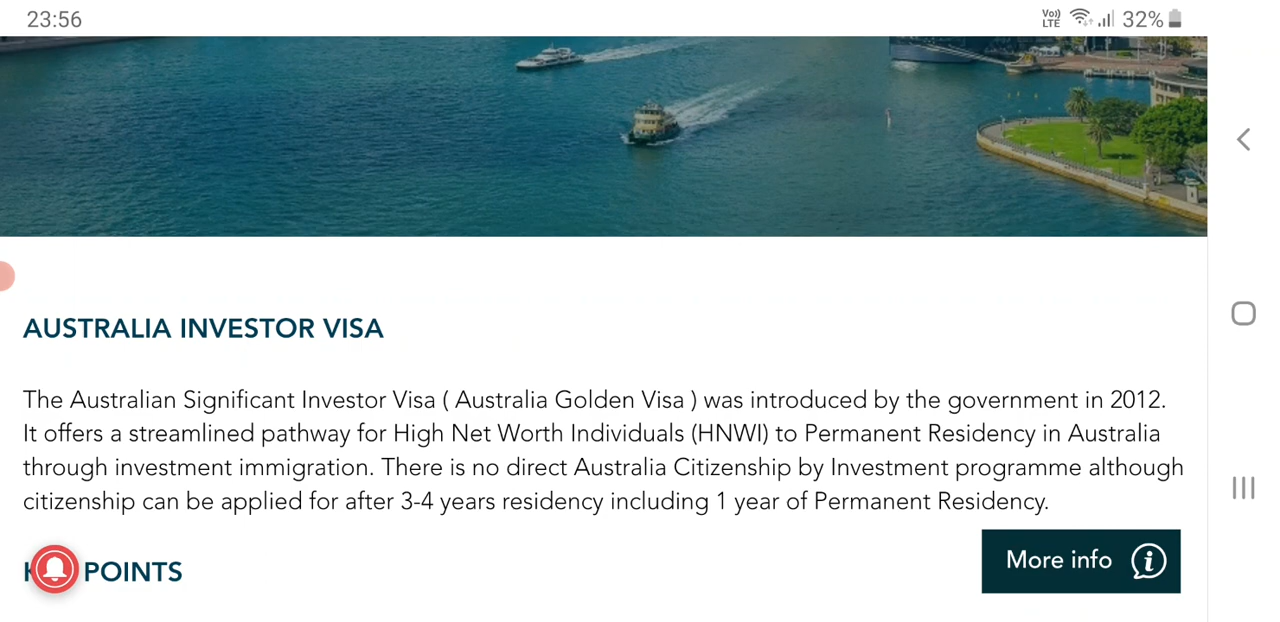 23:56
Vo)) LTE 32%
AUSTRALIA INVESTOR VISA
The Australian Significant Investor Visa ( Australia Golden Visa ) was introduced by the government in 2012.
It offers a streamlined pathway for High Net Worth Individuals (HNWI) to Permanent Residency in Australia
through investment immigration. There is no direct Australia Citizenship by Investment programme although
citizenship can be applied for after 3-4 years residency including 1 year of Permanent Residency.
POINTS
More info